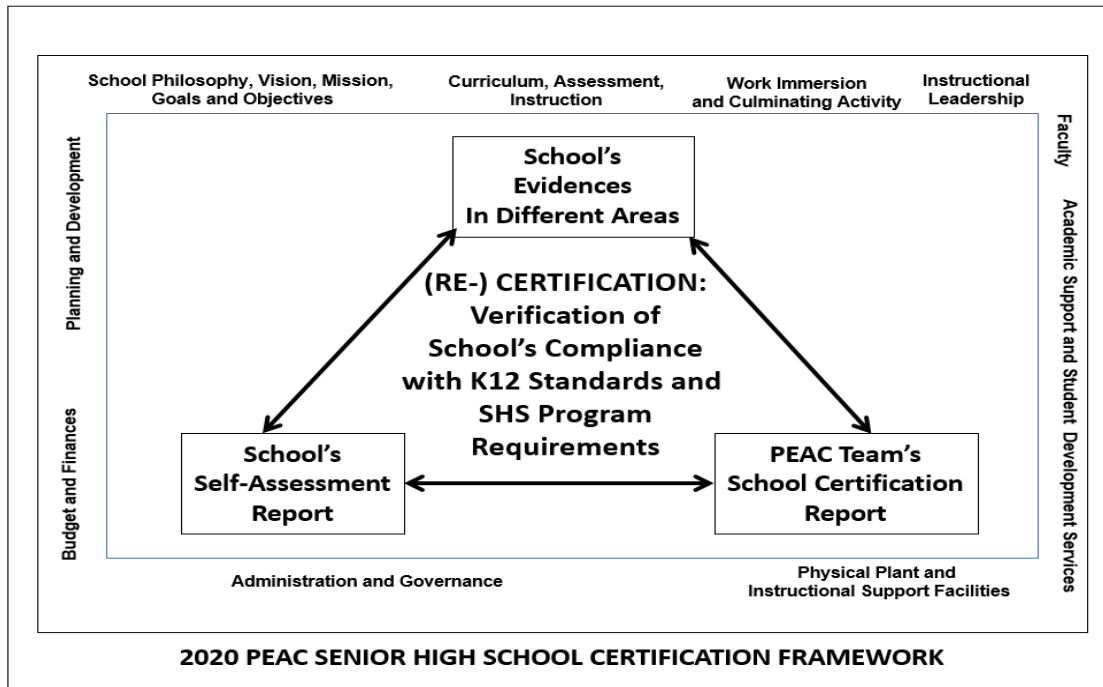 School Philosophy, Vision, Mission,
Goals and Objectives
Curriculum, Assessment,
Instruction
Work Immersion
and Culminating Activity
Instructional
Leadership
Faculty
Academic Support and Student Development Services
Planning and Development
Budget and Finances
School's
Evidences
In Different Areas
(RE-) CERTIFICATION:
Verification of
School's Compliance
with K12 Standards and
SHS Program
Requirements
School's
Self-Assessment
Report
PEAC Team's
School Certification
Report
Administration and Governance
Physical Plant and
Instructional Support Facilities
2020 PEAC SENIOR HIGH SCHOOL CERTIFICATION FRAMEWORK